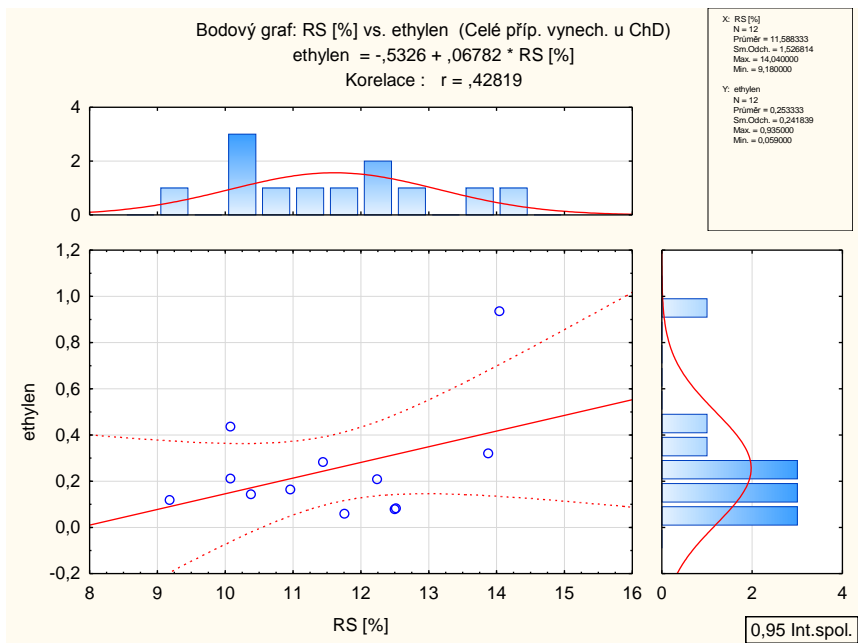 Bodový graf: RS [%] vs. ethylen  (Celé příp. vynech. u ChD)
ethylen  = -,5326 + ,06782 * RS [%]
Korelace :   r = ,42819
X:  RS [%]
N = 12
Průměr = 11,588333
Sm.Odch. = 1,526814
Max. = 14,040000
Min. = 9,180000
Y:  ethylen
N = 12
Průměr = 0,253333
Sm.Odch. = 0,241839
Max. = 0,935000
Min. = 0,059000
4
2
0
1,2
1,0
0,8
0,6
0,4
0,2
0,0
-0,2
ethylen
8 9 10 11 12 13 14 15 16
RS [%]
0 2 4
0,95 Int.spol.